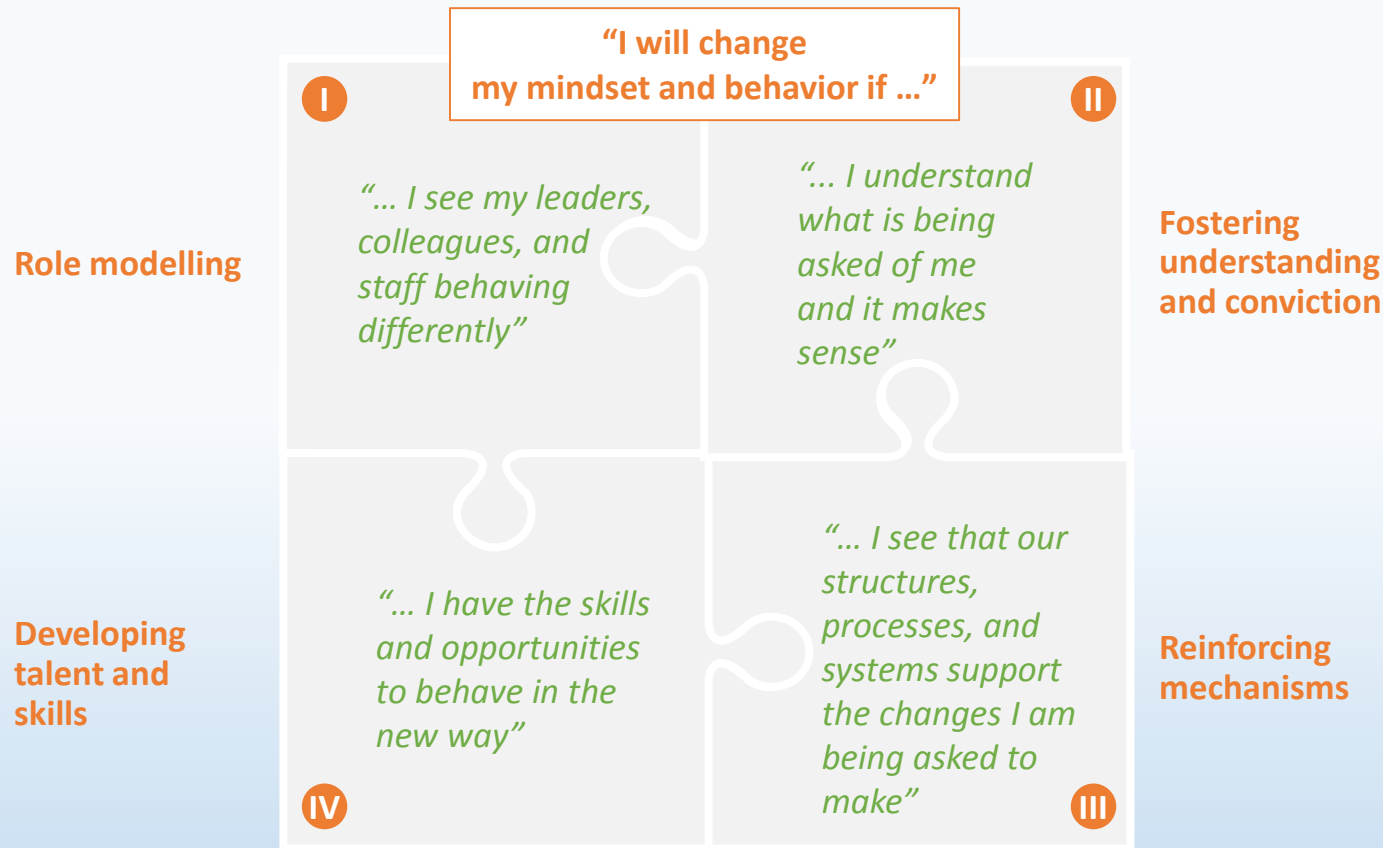 “I will change
my mindset and behavior if …”
I
II
Role modelling
“… I see my leaders,
colleagues, and
staff behaving
differently”
“... I understand
what is being
asked of me
and it makes
sense”
Fostering
understanding
and conviction
Developing
talent and
skills
“… I have the skills
and opportunities
to behave in the
new way”
IV
“… I see that our
structures,
processes, and
systems support
the changes I am
being asked to
make”
III
Reinforcing
mechanisms